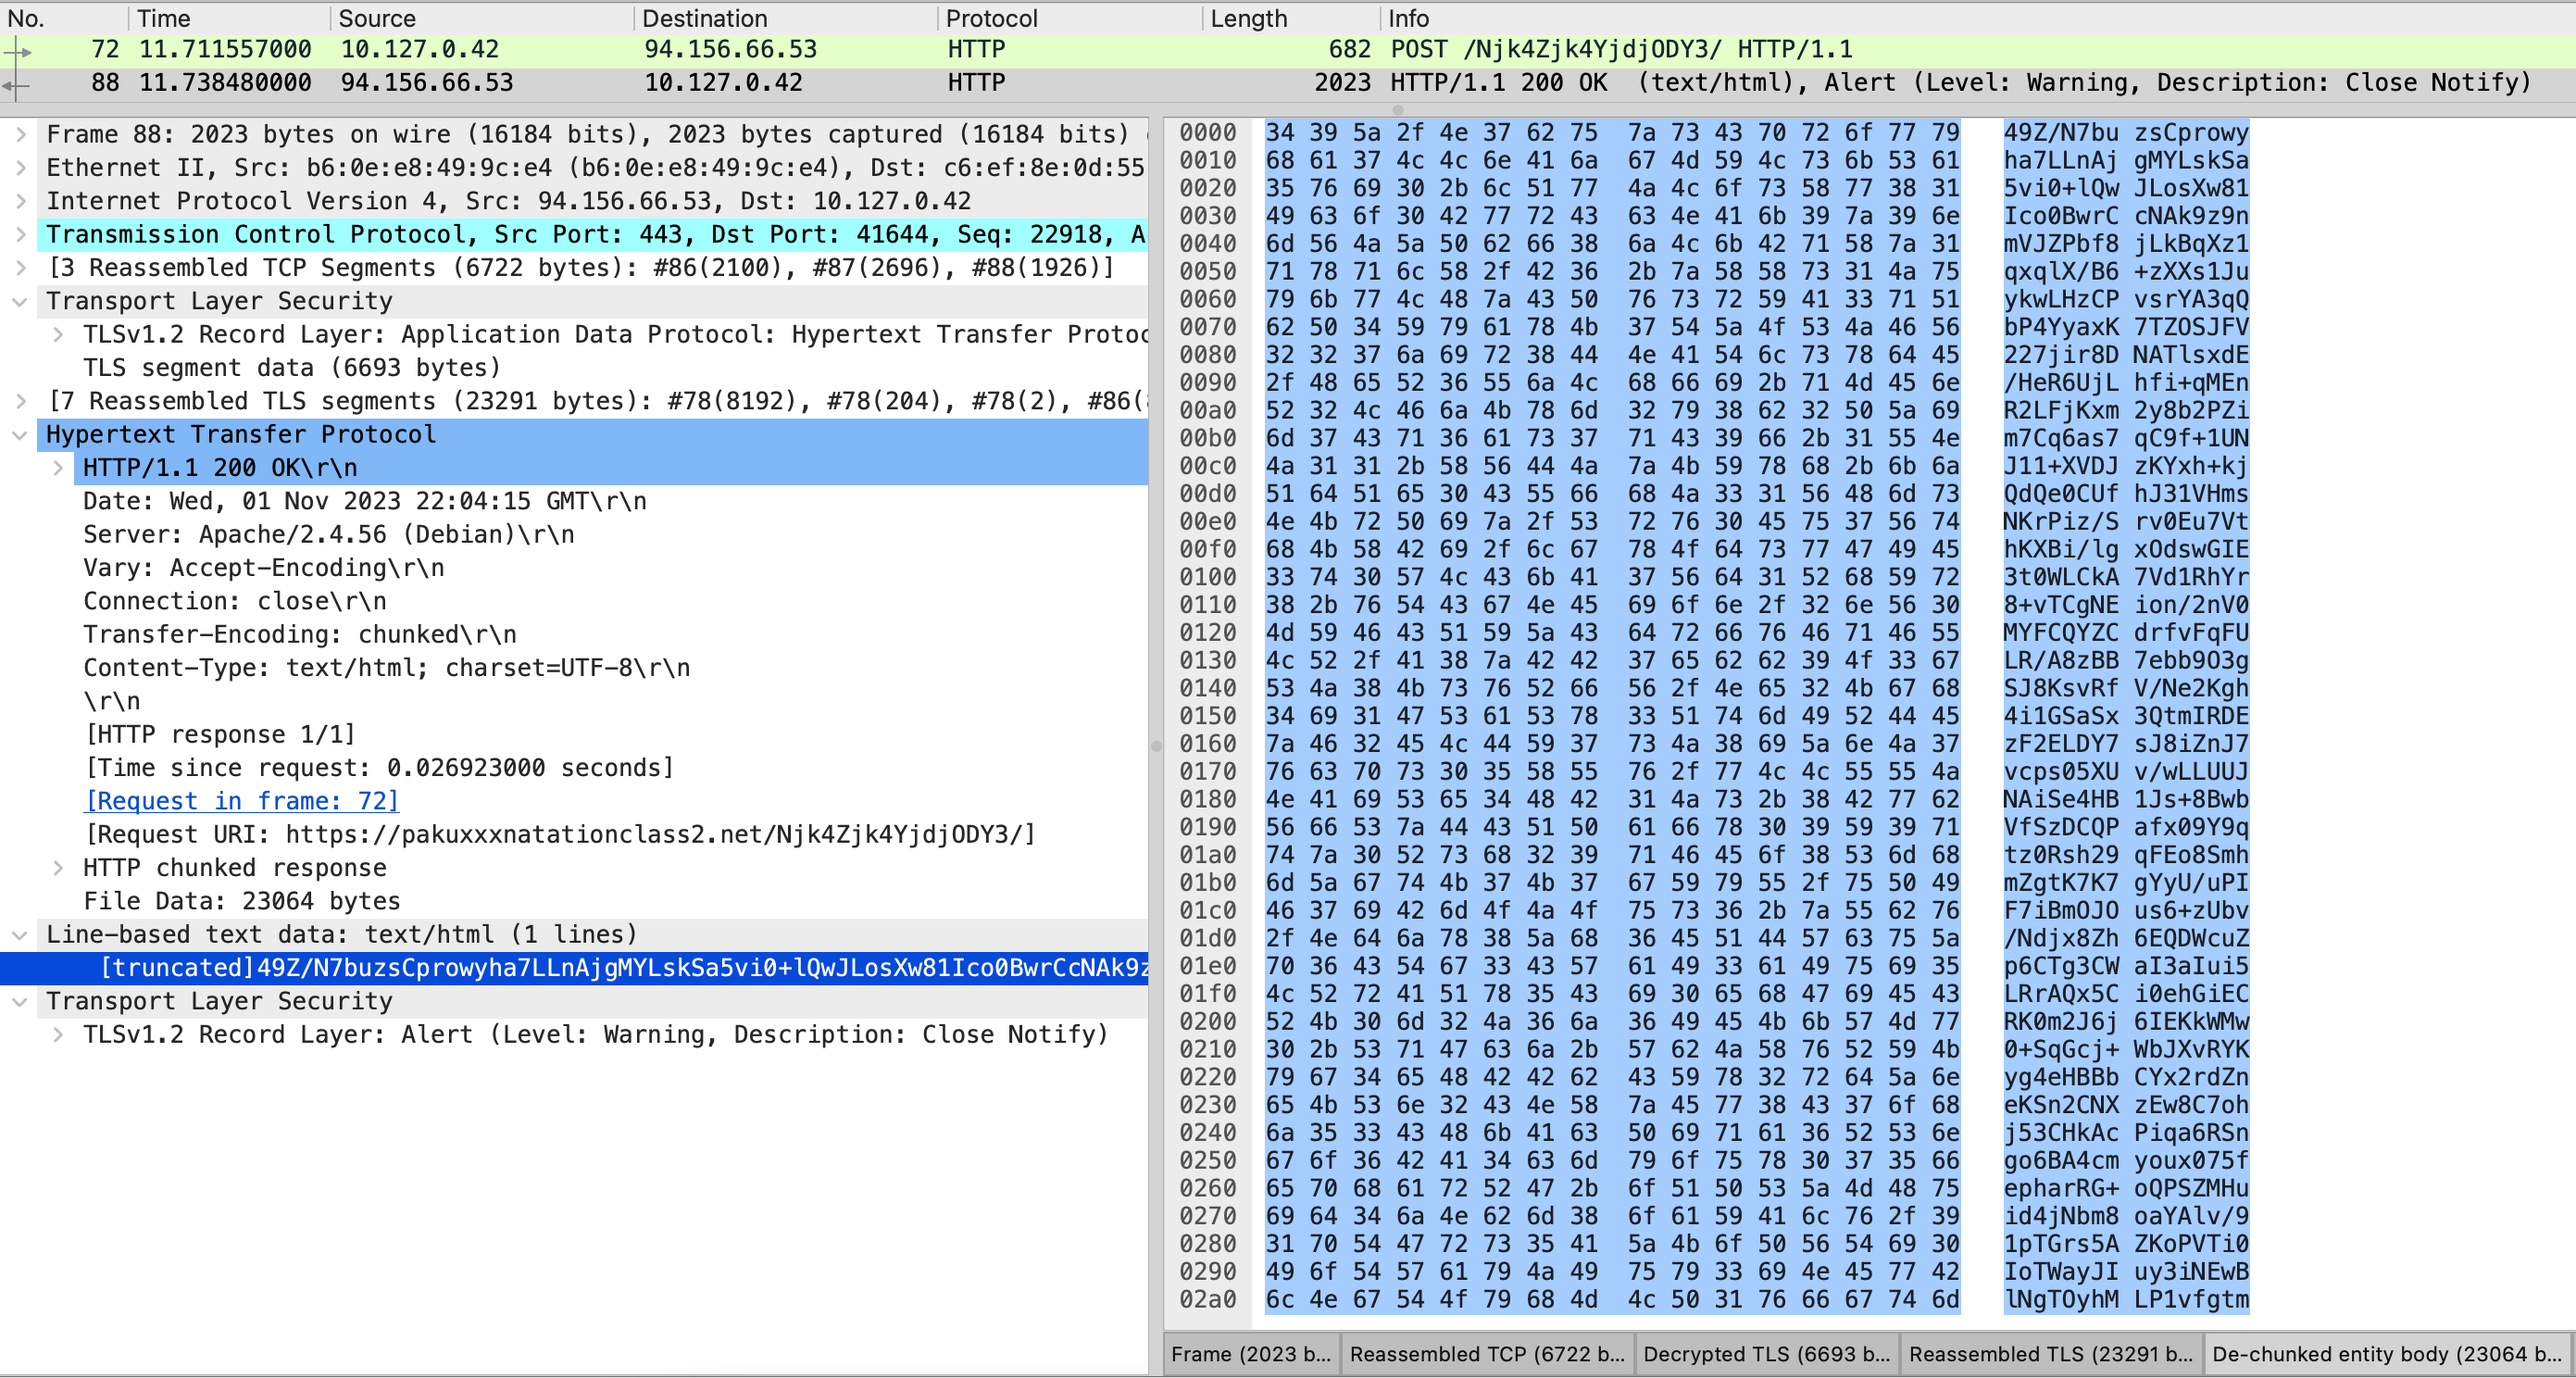 No. Time Source Destination Protocol Length Info
72 11.711557000 10.127.0.42 94.156.66.53 HTTP 682 POST /Njk4Zjk4YjdjODY3/ HTTP/1.1
88 11.738480000 94.156.66.53 10.127.0.42 HTTP 2023 HTTP/1.1 200 OK (text/html), Alert (Level: Warning, Description: Close Notify)
Frame 88: 2023 bytes on wire (16184 bits), 2023 bytes captured (16184 bits)
Ethernet II, Src: b6:0e:e8:49:9c:e4 (b6:0e:e8:49:9c:e4), Dst: c6:ef:8e:0d:55
Internet Protocol Version 4, Src: 94.156.66.53, Dst: 10.127.0.42
Transmission Control Protocol, Src Port: 443, Dst Port: 41644, Seq: 22918, A
[3 Reassembled TCP Segments (6722 bytes): #86(2100), #87(2696), #88(1926)]
Transport Layer Security
TLSv1.2 Record Layer: Application Data Protocol: Hypertext Transfer Protoc
TLS segment data (6693 bytes)
[7 Reassembled TLS segments (23291 bytes): #78(8192), #78(204), #78(2), #86(
Hypertext Transfer Protocol
HTTP/1.1 200 OK\r\n
Date: Wed, 01 Nov 2023 22:04:15 GMT\r\n
Server: Apache/2.4.56 (Debian)\r\n
Vary: Accept-Encoding\r\n
Connection: close\r\n
Transfer-Encoding: chunked\r\n
Content-Type: text/html; charset=UTF-8\r\n
\r\n
[HTTP response 1/1]
[Time since request: 0.026923000 seconds]
[Request in frame: 72]
[Request URI: https://pakuxxxnatationclass2.net/Njk4Zjk4YjdjODY3/]
HTTP chunked response
File Data: 23064 bytes
Line-based text data: text/html (1 lines)
[truncated]49Z/N7buzsCprowyha7LLnAjgMYLskSa5vi0+lQwJLosXw81Ico0BwrCcNAk9z
Transport Layer Security
TLSv1.2 Record Layer: Alert (Level: Warning, Description: Close Notify)
0000 34 39 5a 2f 4e 37 62 75 7a 73 43 70 72 6f 77 79 49Z/N7bu zsCprowy
0010 68 61 37 4c 4c 6e 41 6a 67 4d 59 4c 73 6b 53 61 ha7LLnAj gMYLskSa
0020 35 76 69 30 2b 6c 51 77 4a 4c 6f 73 58 77 38 31 5vi0+lQw JLosXw81
0030 49 63 6f 30 42 77 72 43 63 4e 41 6b 39 7a 39 6e Ico0BwrC cNAk9z9n
0040 6d 56 4a 5a 50 62 66 38 6a 4c 6b 42 71 58 7a 31 mVJZPbf8 jLkBqXz1
0050 71 78 71 6c 58 2f 42 36 2b 7a 58 58 73 31 4a 75 qxqlX/B6 +zXXs1Ju
0060 79 6b 77 4c 48 7a 43 50 76 73 72 59 41 33 71 51 ykwLHzCP vsrYA3qQ
0070 62 50 34 59 79 61 78 4b 37 54 5a 4f 53 4a 46 56 bP4YyaxK 7TZOSJFV
0080 32 32 37 6a 69 72 38 44 4e 41 54 6c 73 78 64 45 227jir8D NATlsxdE
0090 2f 48 65 52 36 55 6a 4c 68 66 69 2b 71 4d 45 6e /HeR6UjL hfi+qMEn
00a0 52 32 4c 46 6a 4b 78 6d 32 79 38 62 32 50 5a 69 R2LFjKxm 2y8b2PZi
00b0 6d 37 43 71 36 61 73 37 71 43 39 66 2b 31 55 4e m7Cq6as7 qC9f+1UN
00c0 4a 31 31 2b 58 56 44 4a 7a 4b 59 78 68 2b 6b 6a J11+XVDJ zKYxh+kj
00d0 51 64 51 65 30 43 55 66 68 4a 33 31 56 48 6d 73 QdQe0CUf hJ31VHms
00e0 4e 4b 72 50 69 7a 2f 53 72 76 30 45 75 37 56 74 NKrPiz/S rv0Eu7Vt
00f0 68 4b 58 42 69 2f 6c 67 78 4f 64 73 77 47 49 45 hKXBi/lg xOdswGIE
0100 33 74 30 57 4c 43 6b 41 37 56 64 31 52 68 59 72 3t0WLCkA 7Vd1RhYr
0110 38 2b 76 54 43 67 4e 45 69 6f 6e 2f 32 6e 56 30 8+vTCgNE ion/2nV0
0120 4d 59 46 43 51 59 5a 43 64 72 66 76 46 71 46 55 MYFCQYZC drfvFqFU
0130 4c 52 2f 41 38 7a 42 42 37 65 62 62 39 4f 33 67 LR/A8zBB 7ebb9O3g
0140 53 4a 38 4b 73 76 52 66 56 2f 4e 65 32 4b 67 68 SJ8KsvRf V/Ne2Kgh
0150 34 69 31 47 53 61 53 78 33 51 74 6d 49 52 44 45 4i1GSaSx 3QtmIRDE
0160 7a 46 32 45 4c 44 59 37 73 4a 38 69 5a 6e 4a 37 zF2ELDY7 sJ8iZnJ7
0170 76 63 70 73 30 35 58 55 76 2f 77 4c 4c 55 55 4a vcps05XU v/wLLUUJ
0180 4e 41 69 53 65 34 48 42 31 4a 73 2b 38 42 77 62 NAiSe4HB 1Js+8Bwb
0190 56 66 53 7a 44 43 51 50 61 66 78 30 39 59 39 71 VfSzDCQP afx09Y9q
01a0 74 7a 30 52 73 68 32 39 71 46 45 6f 38 53 6d 68 tz0Rsh29 qFEo8Smh
01b0 6d 5a 67 74 4b 37 4b 37 67 59 79 55 2f 75 50 49 mZgtK7K7 gYyU/uPI
01c0 46 37 69 42 6d 4f 4a 4f 75 73 36 2b 7a 55 62 76 F7iBmOJO us6+zUbv
01d0 2f 4e 64 6a 78 38 5a 68 36 45 51 44 57 63 75 5a /Ndjx8Zh 6EQDWcuZ
01e0 70 36 43 54 67 33 43 57 61 49 33 61 49 75 69 35 p6CTg3CW aI3aIui5
01f0 4c 52 72 41 51 78 35 43 69 30 65 68 47 69 45 43 LRrAQx5C i0ehGiEC
0200 52 4b 30 6d 32 4a 36 6a 36 49 45 4b 6b 57 4d 77 RK0m2J6j 6IEKkWMw
0210 30 2b 53 71 47 63 6a 2b 57 62 4a 58 76 52 59 4b 0+SqGcj+ WbJXvRYK
0220 79 67 34 65 48 42 42 62 43 59 78 32 72 64 5a 6e yg4eHBBb CYx2rdZn
0230 65 4b 53 6e 32 43 4e 58 7a 45 77 38 43 37 6f 68 eKSn2CNX zEw8C7oh
0240 6a 35 33 43 48 6b 41 63 50 69 71 61 36 52 53 6e j53CHkAc Piqa6RSn
0250 67 6f 36 42 41 34 63 6d 79 6f 75 78 30 37 35 66 go6BA4cm youx075f
0260 65 70 68 61 72 52 47 2b 6f 51 50 53 5a 4d 48 75 epharRG+ oQPSZMHu
0270 69 64 34 6a 4e 62 6d 38 6f 61 59 41 6c 76 2f 39 id4jNbm8 oaYAlv/9
0280 31 70 54 47 72 73 35 41 5a 4b 6f 50 56 54 69 30 1pTGrs5A ZKoPVTi0
0290 49 6f 54 57 61 79 4a 49 75 79 33 69 4e 45 77 42 IoTWayJI uy3iNEwB
02a0 6c 4e 67 54 4f 79 68 4d 4c 50 31 76 66 67 74 6d lNgTOyhM LP1vfgtm
Frame (2023 b... Reassembled TCP (6722 b... Decrypted TLS (6693 b... Reassembled TLS (23291 b... De-chunked entity body (23064 b...